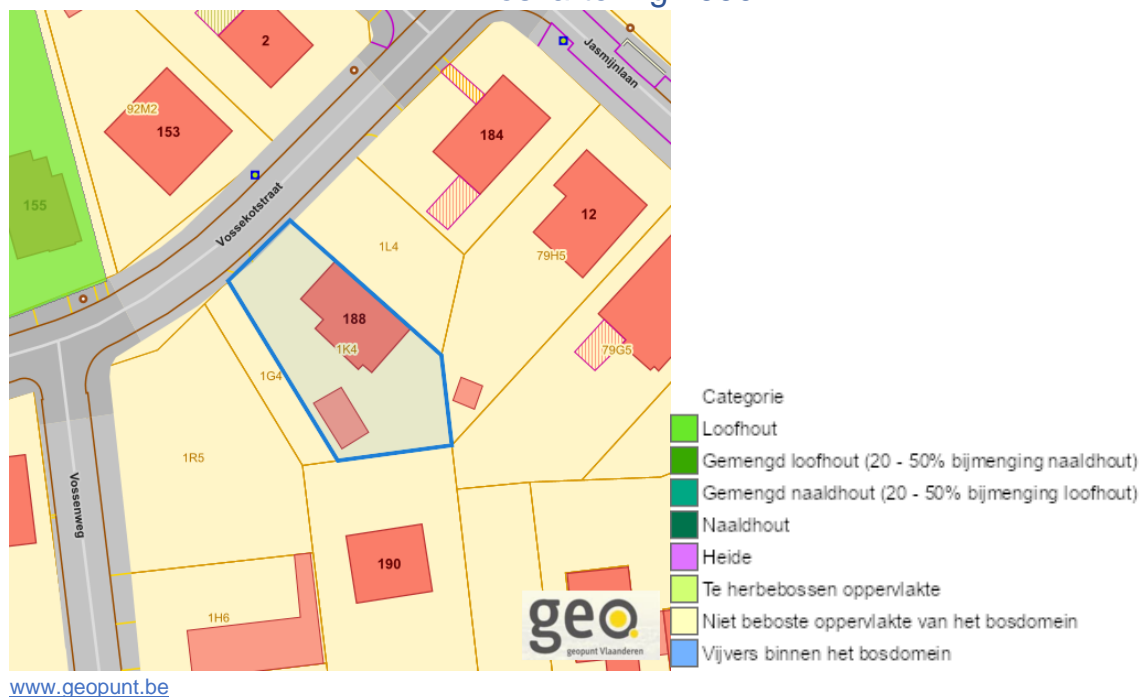 2
Jasmijnlaan
92M2
153
184
155
Vossekotstraat
12
1L4
79H5
188
1K4
79G5
1G4
1R5
Vossenweg
190
1H6
geo.
geopunt Vlaanderen
Categorie
Loofhout
Gemengd loofhout (20 - 50% bijmenging naaldhout)
Gemengd naaldhout (20 - 50% bijmenging loofhout)
Naaldhout
Heide
Te herbebossen oppervlakte
Niet beboste oppervlakte van het bosdomein
Vijvers binnen het bosdomein
www.geopunt.be